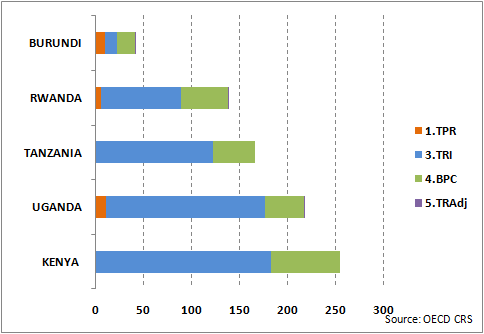 BURUNDI
RWANDA
TANZANIA
UGANDA
KENYA
0 50 100 150 200 250 300
1.TPR
3.TRI
4.BPC
5.TRAdj
Source: OECD CRS